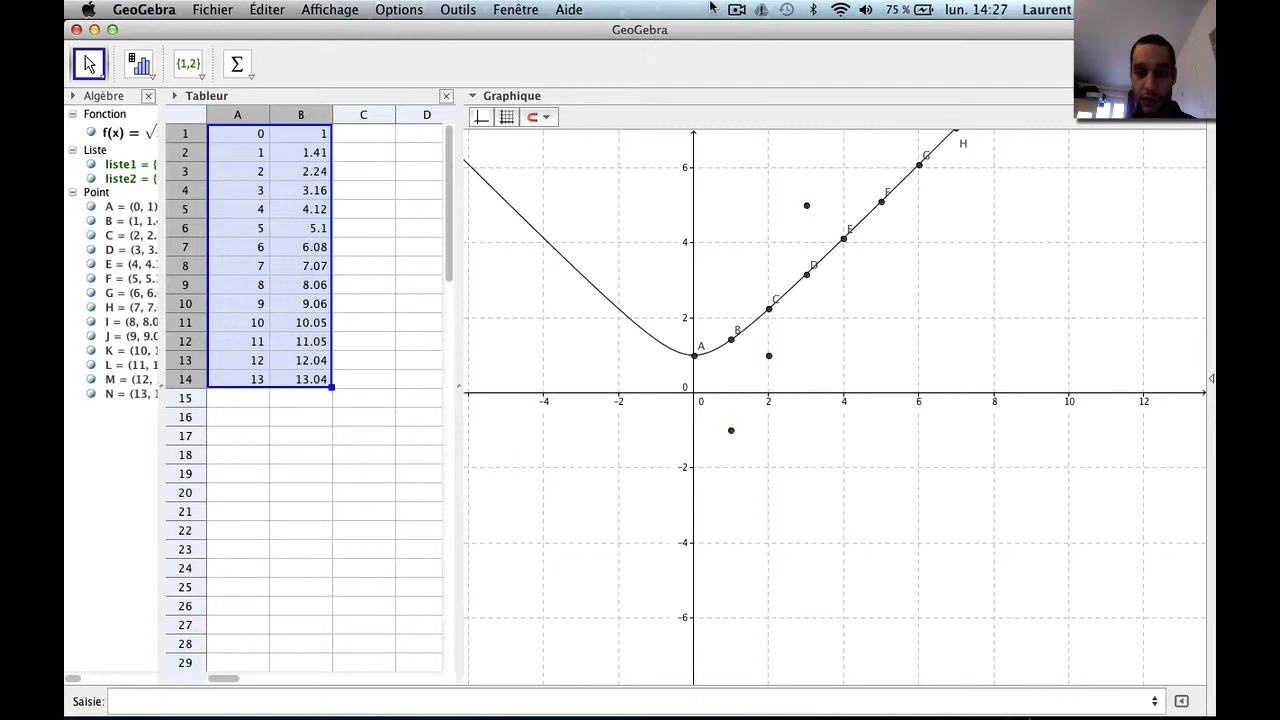 GeoGebra Fichier Éditer Affichage Options Outils Fenêtre Aide 75 % lun. 14:27 Laurent
GeoGebra
{1,2} Σ
Algèbre
Fonction
f(x) = √
Liste
liste1 = {
liste2 = {
Point
A = (0, 1)
B = (1, 1.4
C = (2, 2.
D = (3, 3.
E = (4, 4.
F = (5, 5.
G = (6, 6.
H = (7, 7.
I = (8, 8.0
J = (9, 9.0
K = (10, 1
L = (11, 1
M = (12,
N = (13, 1
Tableur
A B C D
1 0 1
2 1 1.41
3 2 2.24
4 3 3.16
5 4 4.12
6 5 5.1
7 6 6.08
8 7 7.07
9 8 8.06
10 9 9.06
11 10 10.05
12 11 11.05
13 12 12.04
14 13 13.04
15
16
17
18
19
20
21
22
23
24
25
26
27
28
29
Graphique
H
G
6
F
E
4
D
C
2
B
A
0
-4 -2 0 2 4 6 8 10 12
-2
-4
-6
Saisie: